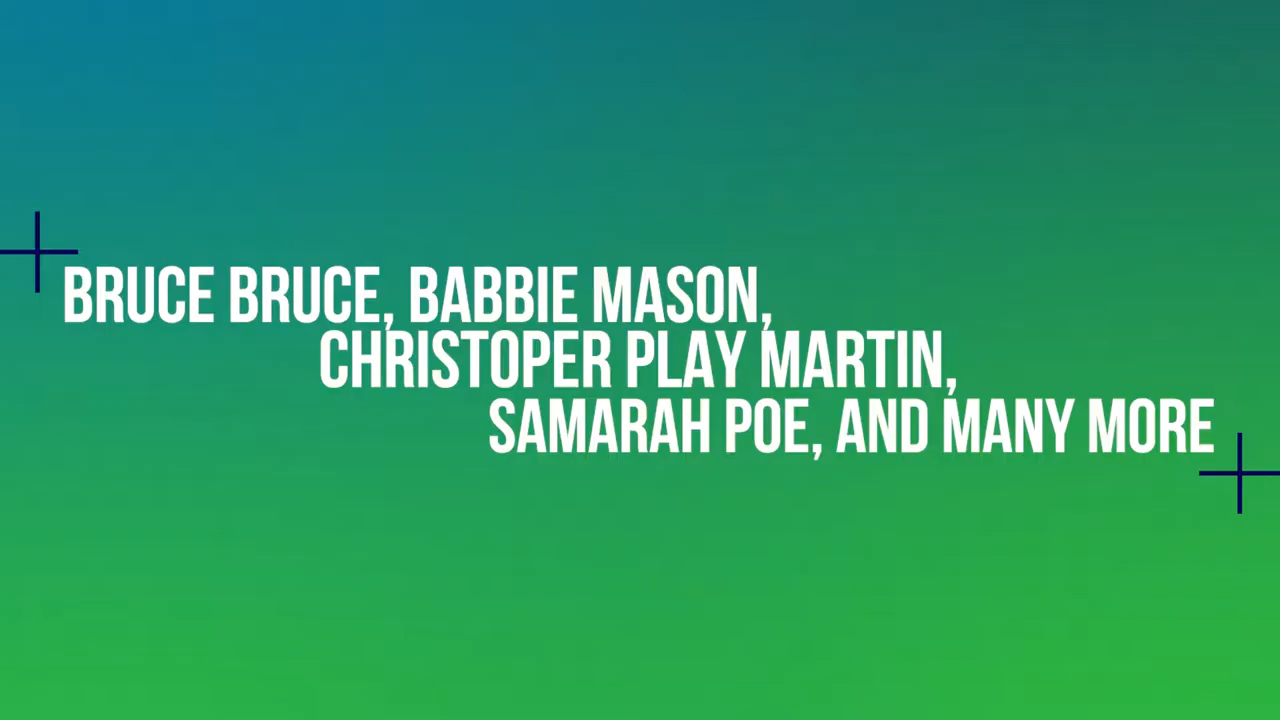 BRUCE BRUCE, BABBIE MASON,
CHRISTOPER PLAY MARTIN,
SAMARAH POE, AND MANY MORE